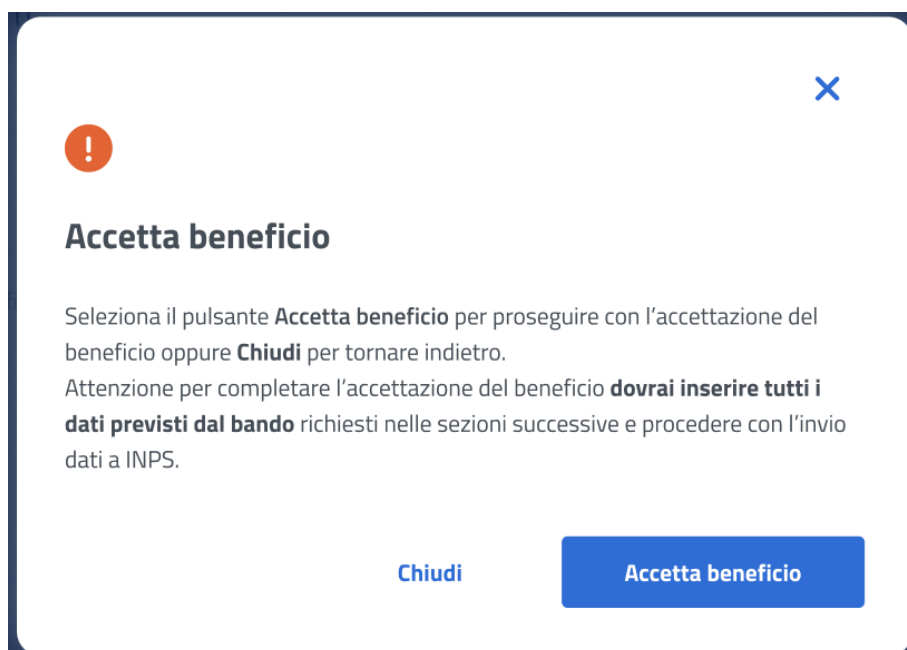 Accetta beneficio
Seleziona il pulsante Accetta beneficio per proseguire con l’accettazione del
beneficio oppure Chiudi per tornare indietro.
Attenzione per completare l’accettazione del beneficio dovrai inserire tutti i
dati previsti dal bando richiesti nelle sezioni successive e procedere con l’invio
dati a INPS.
Chiudi
Accetta beneficio